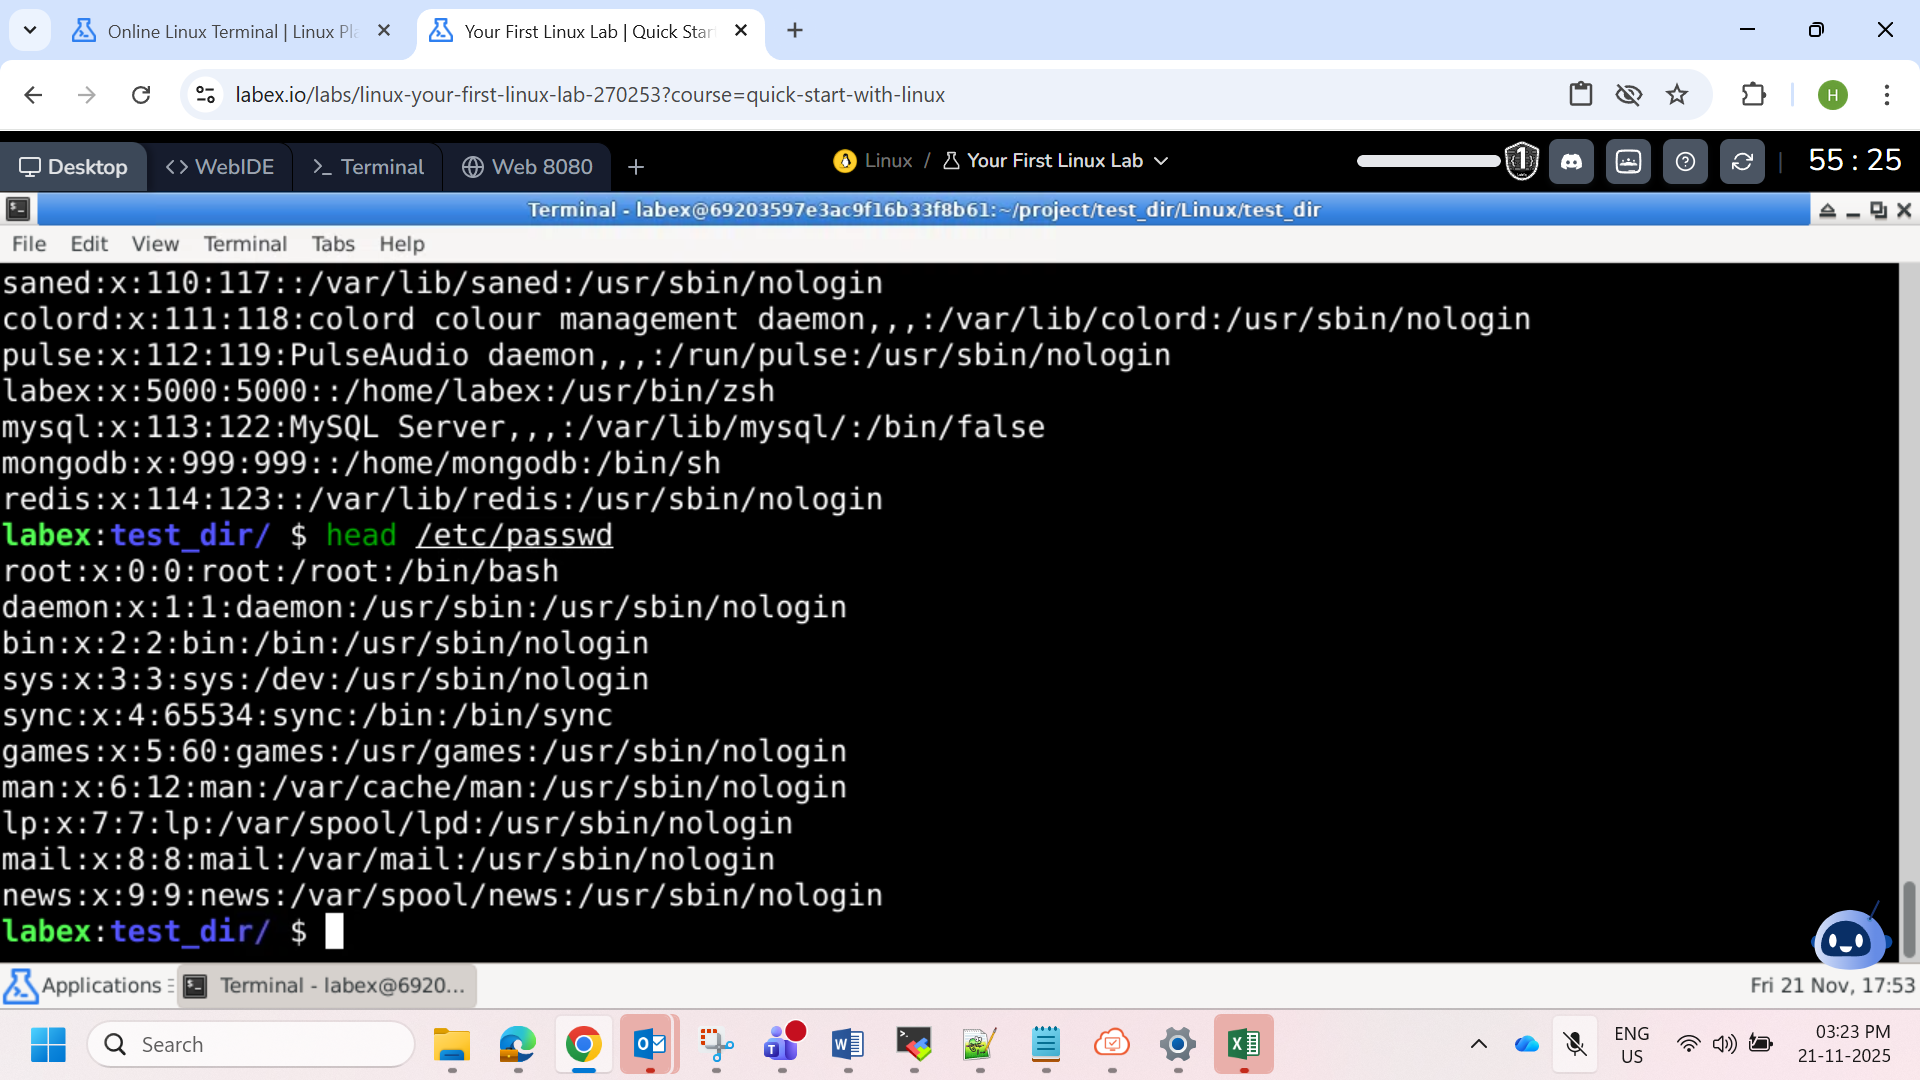 Online Linux Terminal | Linux Pl
Your First Linux Lab | Quick Star
labex.io/labs/linux-your-first-linux-lab-270253?course=quick-start-with-linux
H
Desktop
<> WebIDE
>_ Terminal
Web 8080
Linux / Your First Linux Lab
1
55 : 25
Terminal - labex@69203597e3ac9f16b33f8b61:~/project/test_dir/Linux/test_dir
File Edit View Terminal Tabs Help
saned:x:110:117::/var/lib/saned:/usr/sbin/nologin
colord:x:111:118:colord colour management daemon,,,:/var/lib/colord:/usr/sbin/nologin
pulse:x:112:119:PulseAudio daemon,,,:/run/pulse:/usr/sbin/nologin
labex:x:5000:5000::/home/labex:/usr/bin/zsh
mysql:x:113:122:MySQL Server,,,:/var/lib/mysql/:/bin/false
mongodb:x:999:999::/home/mongodb:/bin/sh
redis:x:114:123::/var/lib/redis:/usr/sbin/nologin
labex:test_dir/ $ head /etc/passwd
root:x:0:0:root:/root:/bin/bash
daemon:x:1:1:daemon:/usr/sbin:/usr/sbin/nologin
bin:x:2:2:bin:/bin:/usr/sbin/nologin
sys:x:3:3:sys:/dev:/usr/sbin/nologin
sync:x:4:65534:sync:/bin:/bin/sync
games:x:5:60:games:/usr/games:/usr/sbin/nologin
man:x:6:12:man:/var/cache/man:/usr/sbin/nologin
lp:x:7:7:lp:/var/spool/lpd:/usr/sbin/nologin
mail:x:8:8:mail:/var/mail:/usr/sbin/nologin
news:x:9:9:news:/var/spool/news:/usr/sbin/nologin
labex:test_dir/ $
Applications
Terminal - labex@6920...
Fri 21 Nov, 17:53
Search
ENG
US
03:23 PM
21-11-2025